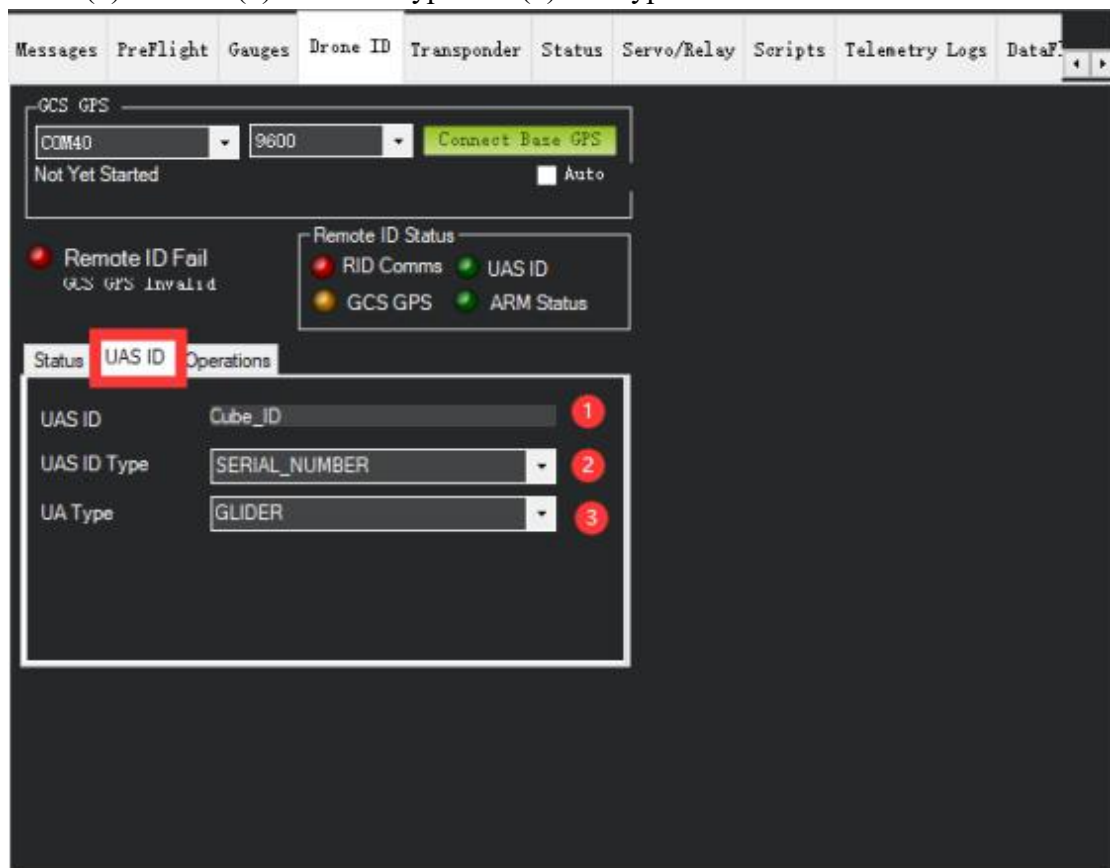 Messages PreFlight Gauges Drone ID Transponder Status Servo/Relay Scripts Telemetry Logs
GCS GPS
COM40 9600 Connect Base GPS
Not Yet Started Auto
Remote ID Fail
GCS GPS Invalid
Remote ID Status
RID Comms UAS ID
GCS GPS ARM Status
Status UAS ID Operations
UAS ID Cube_ID 1
UAS ID Type SERIAL_NUMBER 2
UA Type GLIDER 3